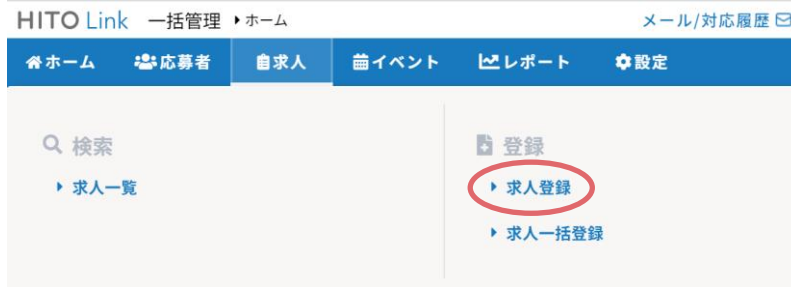 HITO Link 一括管理 ホーム メール/対応履歴
ホーム 応募者 求人 イベント レポート 設定
検索 登録
求人一覧 求人登録
求人一括登録